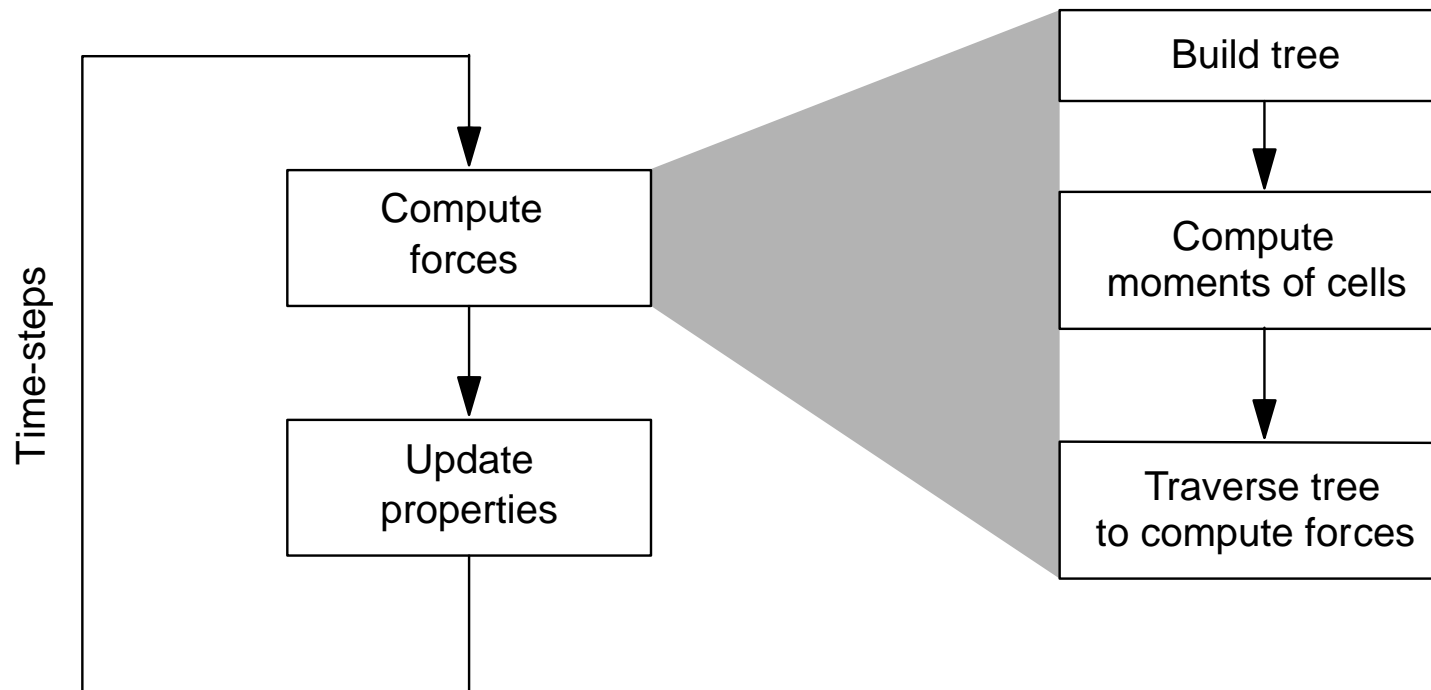 Time-steps
Compute
forces
Update
properties
Build tree
Compute
moments of cells
Traverse tree
to compute forces